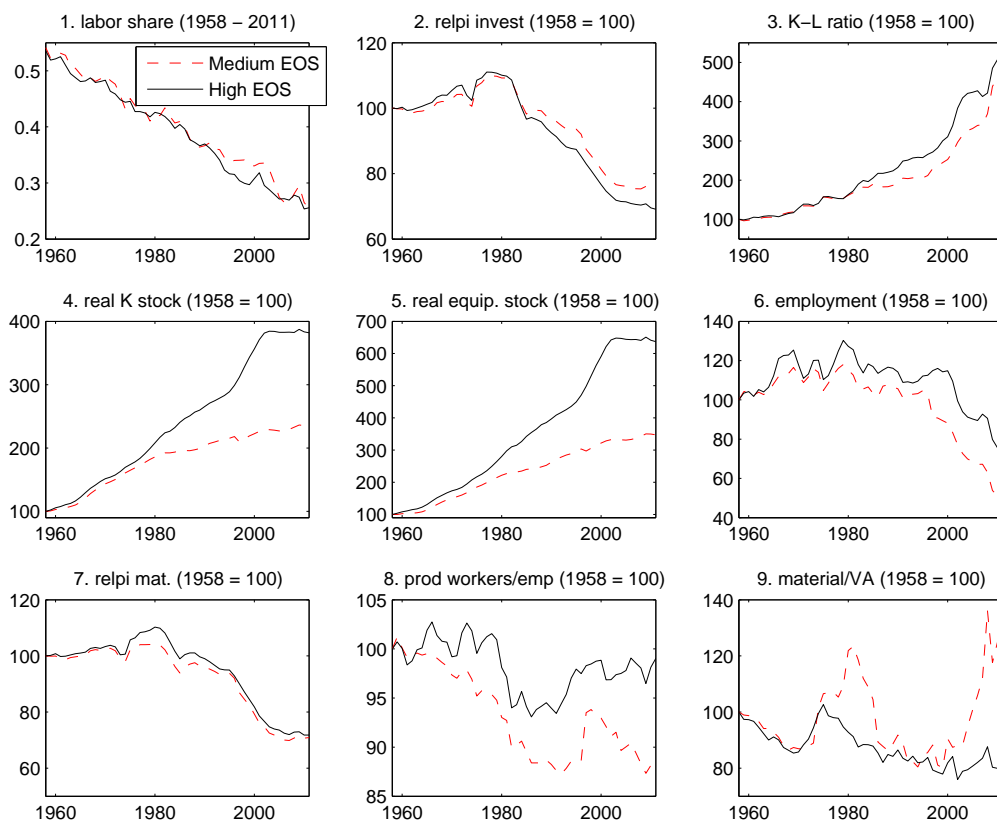 1. labor share (1958 − 2011)
0.5
0.4
0.3
0.2
1960 1980 2000
Medium EOS
High EOS
2. relpi invest (1958 = 100)
120
100
80
60
1960 1980 2000
3. K−L ratio (1958 = 100)
500
400
300
200
100
1960 1980 2000
4. real K stock (1958 = 100)
400
300
200
100
1960 1980 2000
5. real equip. stock (1958 = 100)
700
600
500
400
300
200
100
1960 1980 2000
6. employment (1958 = 100)
140
120
100
80
60
40
1960 1980 2000
7. relpi mat. (1958 = 100)
120
100
80
60
1960 1980 2000
8. prod workers/emp (1958 = 100)
105
100
95
90
85
1960 1980 2000
9. material/VA (1958 = 100)
140
120
100
80
1960 1980 2000